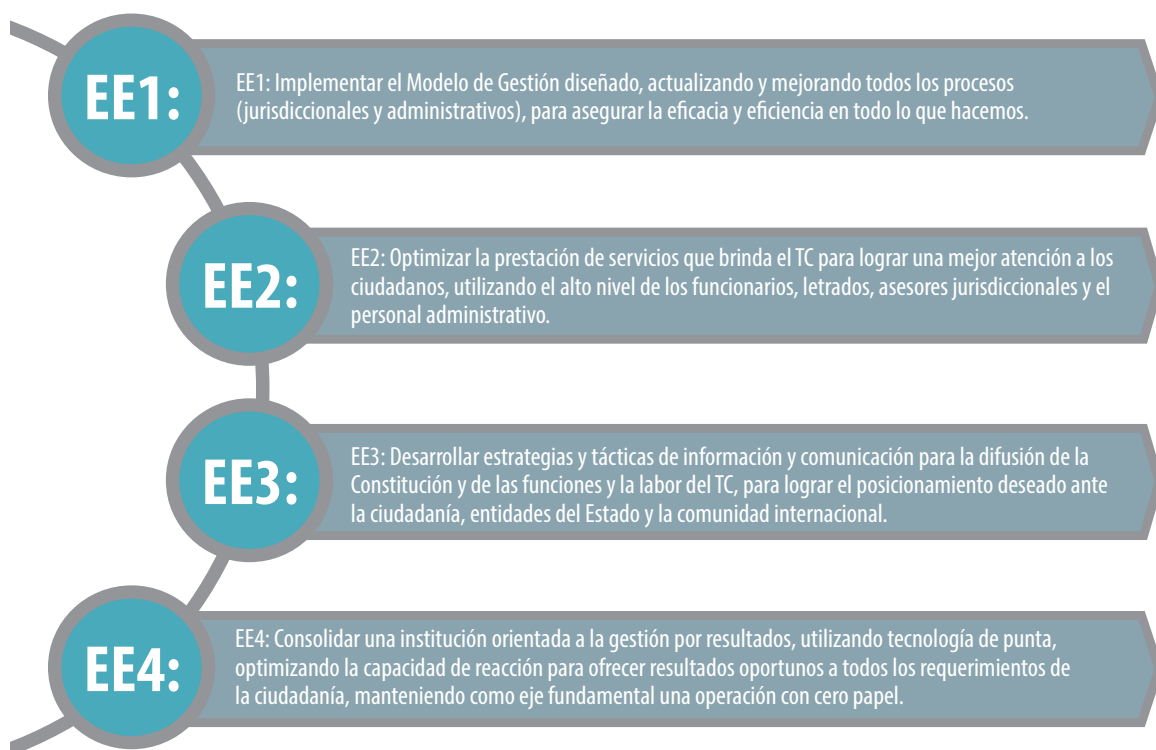 EE1:
EE1: Implementar el Modelo de Gestión diseñado, actualizando y mejorando todos los procesos
(jurisdiccionales y administrativos), para asegurar la eficacia y eficiencia en todo lo que hacemos.
EE2:
EE2: Optimizar la prestación de servicios que brinda el TC para lograr una mejor atención a los
ciudadanos, utilizando el alto nivel de los funcionarios, letrados, asesores jurisdiccionales y el
personal administrativo.
EE3:
EE3: Desarrollar estrategias y tácticas de información y comunicación para la difusión de la
Constitución y de las funciones y la labor del TC, para lograr el posicionamiento deseado ante
la ciudadanía, entidades del Estado y la comunidad internacional.
EE4:
EE4: Consolidar una institución orientada a la gestión por resultados, utilizando tecnología de punta,
optimizando la capacidad de reacción para ofrecer resultados oportunos a todos los requerimientos de
la ciudadanía, manteniendo como eje fundamental una operación con cero papel.